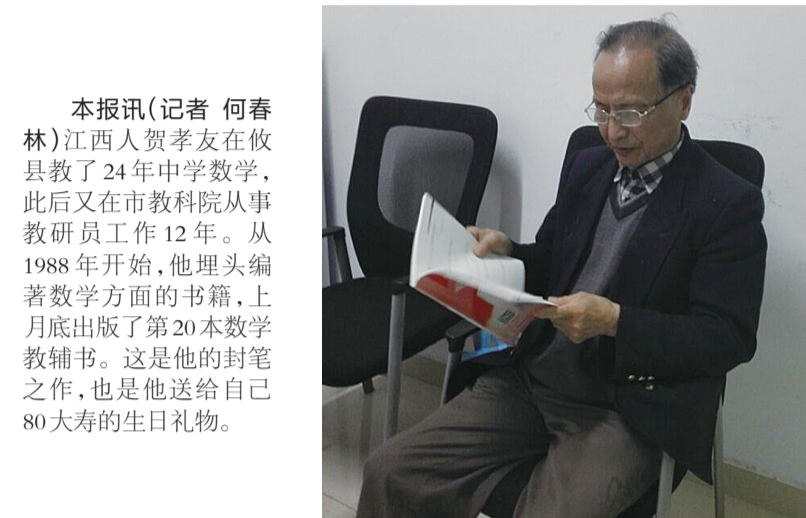 本报讯(记者 何春
林)江西人贺孝友在攸
县教了24年中学数学,
此后又在市教科院从事
教研员工作12年。从
1988年开始,他埋头编
著数学方面的书籍,上
月底出版了第20本数学
教辅书。这是他的封笔
之作,也是他送给自己
80大寿的生日礼物。